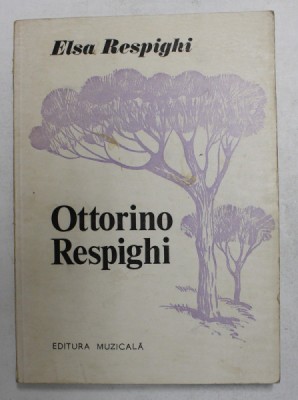 Elsa Respighi
Ottorino
Respighi
EDITURA MUZICALĂ